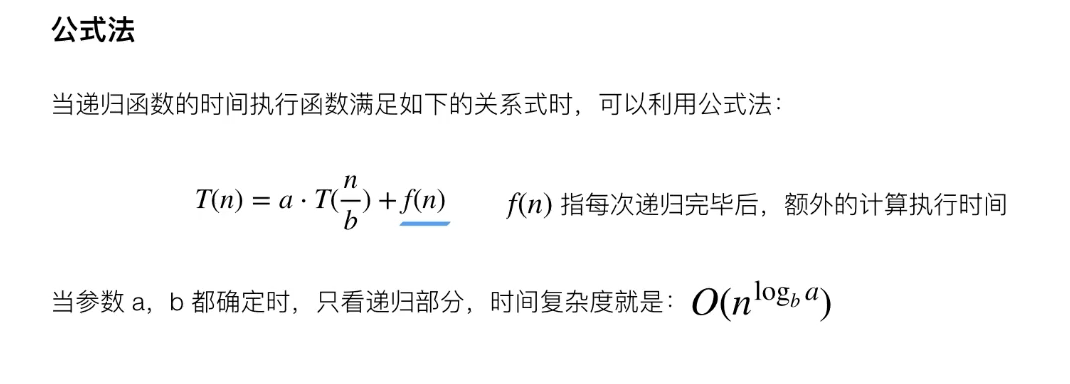 公式法
当递归函数的时间执行函数满足如下的关系式时，可以利用公式法：
T(n) = a · T(n/b) + f(n) f(n) 指每次递归完毕后，额外的计算执行时间
当参数 a，b 都确定时，只看递归部分，时间复杂度就是：O(n^{log_b a})